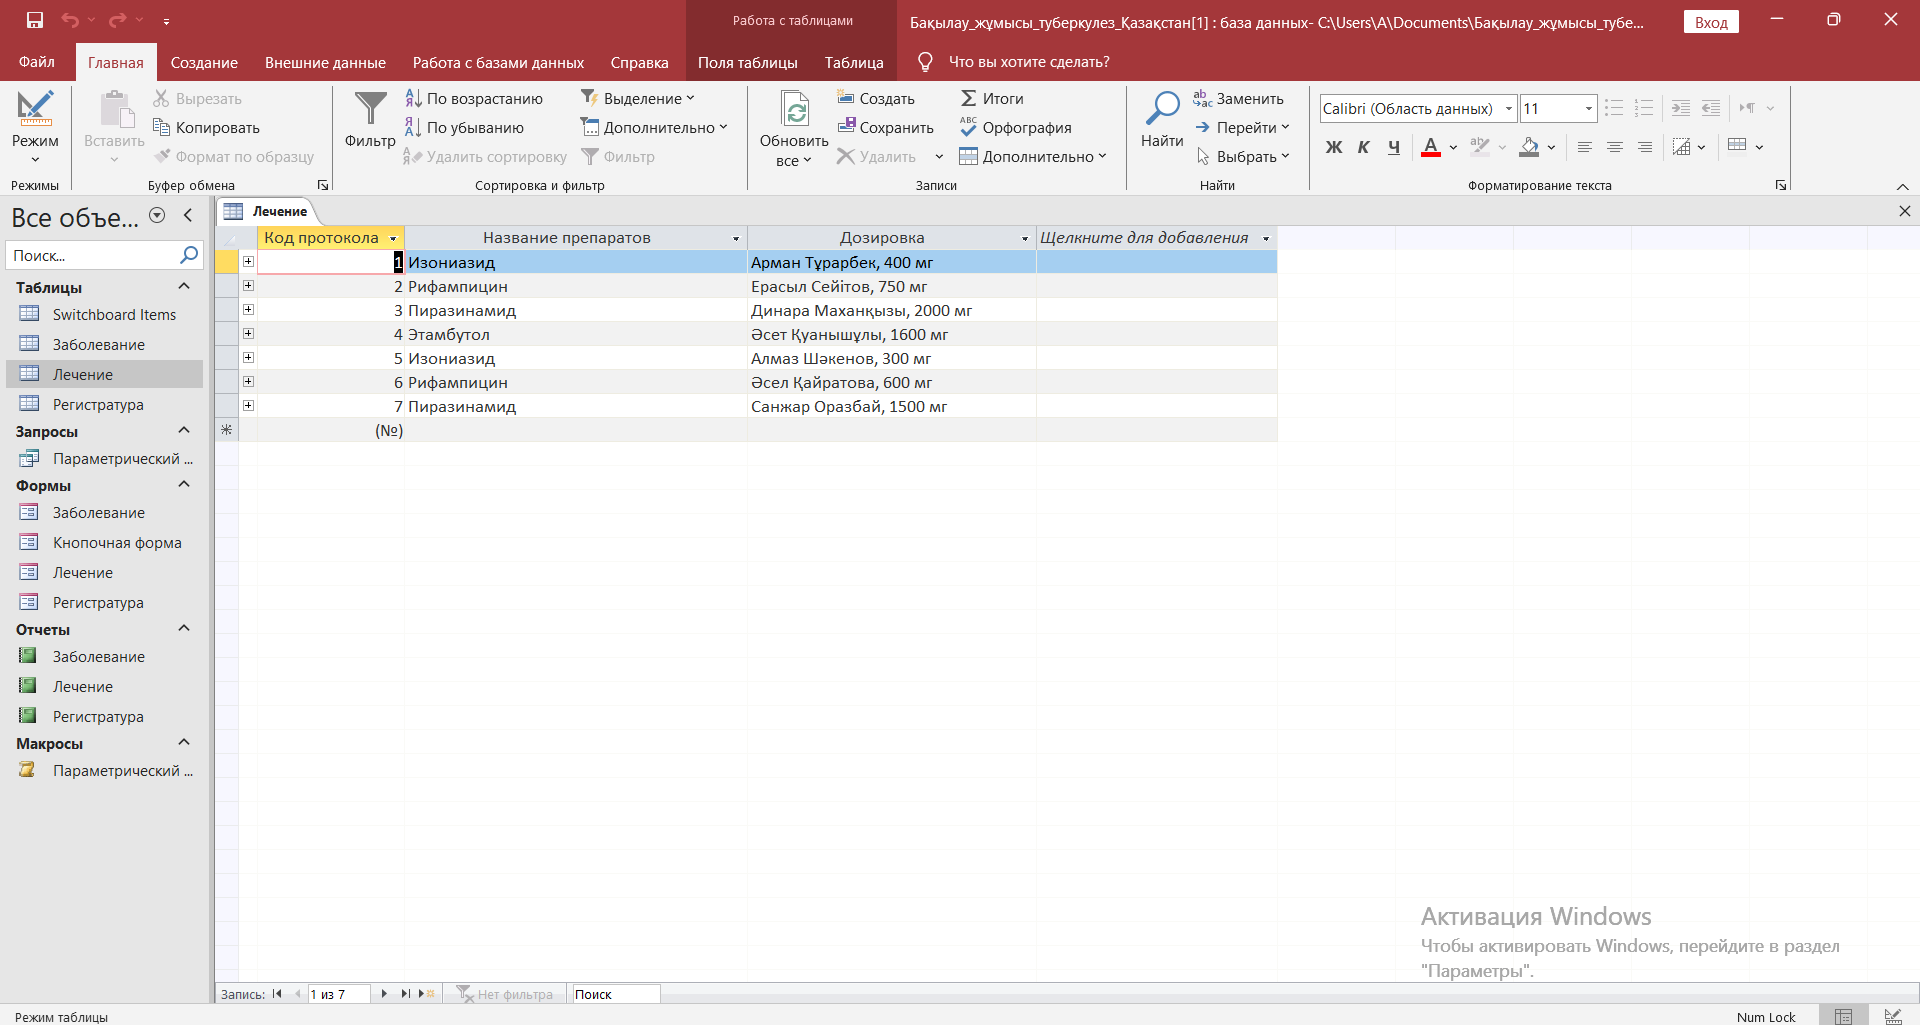 Работа с таблицами
Бақылау_жұмысы_туберкулез_Қазақстан[1] : база данных- C:\Users\A\Documents\Бақылау_жұмысы_тубе...
Вход
Файл Главная Создание Внешние данные Работа с базами данных Справка Поля таблицы Таблица Что вы хотите сделать?
Режим
Режимы
Вставить
Вырезать
Копировать
Формат по образцу
Буфер обмена
Фильтр
По возрастанию
По убыванию
Удалить сортировку
Выделение
Дополнительно
Фильтр
Сортировка и фильтр
Обновить
все
Создать
Сохранить
Удалить
Итоги
Орфография
Дополнительно
Записи
Найти
Заменить
Перейти
Выбрать
Найти
Calibri (Область данных) 11
Ж К Ч А
Форматирование текста
Все объе...
Поиск...
Таблицы
Switchboard Items
Заболевание
Лечение
Регистратура
Запросы
Параметрический ...
Формы
Заболевание
Кнопочная форма
Лечение
Регистратура
Отчеты
Заболевание
Лечение
Регистратура
Макросы
Параметрический ...
Лечение
Код протокола Название препаратов Дозировка Щелкните для добавления
1 Изониазид Арман Тұрарбек, 400 мг
2 Рифампицин Ерасыл Сейітов, 750 мг
3 Пиразинамид Динара Маханқызы, 2000 мг
4 Этамбутол Әсет Қуанышұлы, 1600 мг
5 Изониазид Алмаз Шәкенов, 300 мг
6 Рифампицин Әсел Қайратова, 600 мг
7 Пиразинамид Санжар Оразбай, 1500 мг
(№)
Активация Windows
Чтобы активировать Windows, перейдите в раздел
"Параметры".
Запись: 1 из 7 Нет фильтра Поиск
Режим таблицы
Num Lock